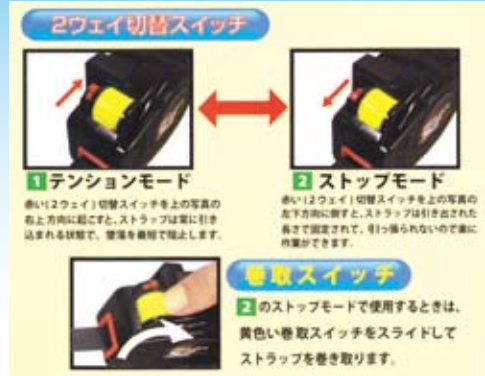 2ウェイ切替スイッチ
1 テンションモード
赤い(2ウェイ)切替スイッチを上の写真の
右上方向に起こすと、ストラップは常に引き
込まれる状態で、墜落を最短で阻止します。
2 ストップモード
赤い(2ウェイ)切替スイッチを上の写真の
左下方向に倒すと、ストラップは引き出された
長さで固定されて、引っ張られないので楽に
作業ができます。
巻取スイッチ
2 のストップモードで使用するときは、
黄色い巻取スイッチをスライドして
ストラップを巻き取ります。